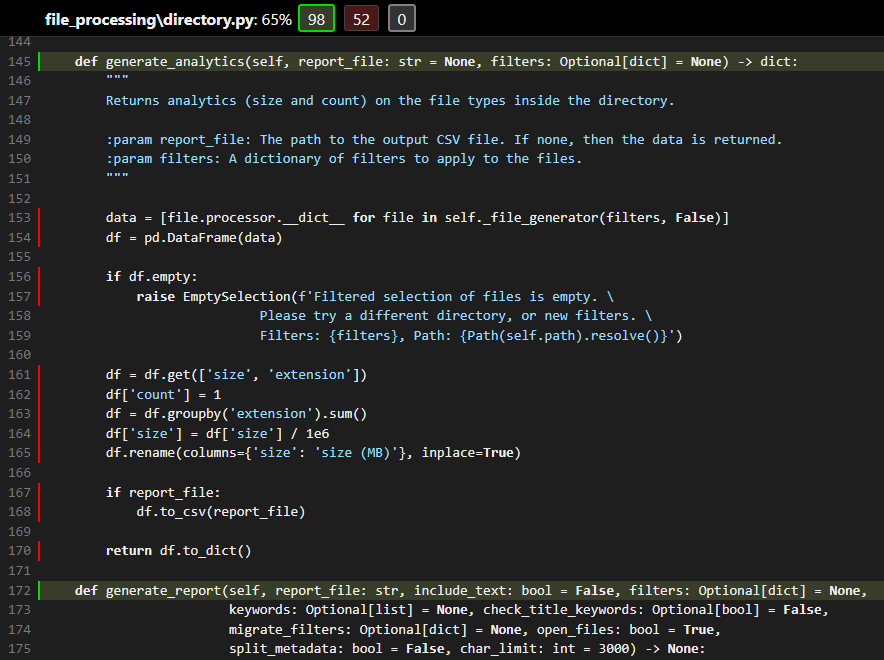 file_processing\directory.py: 65% 98 52 0
144
145 def generate_analytics(self, report_file: str = None, filters: Optional[dict] = None) -> dict:
146 """
147 Returns analytics (size and count) on the file types inside the directory.
148
149 :param report_file: The path to the output CSV file. If none, then the data is returned.
150 :param filters: A dictionary of filters to apply to the files.
151 """
152
153 data = [file.processor.__dict__ for file in self._file_generator(filters, False)]
154 df = pd.DataFrame(data)
155
156 if df.empty:
157 raise EmptySelection(f'Filtered selection of files is empty. \
158 Please try a different directory, or new filters. \
159 Filters: {filters}, Path: {Path(self.path).resolve()}')
160
161 df = df.get(['size', 'extension'])
162 df['count'] = 1
163 df = df.groupby('extension').sum()
164 df['size'] = df['size'] / 1e6
165 df.rename(columns={'size': 'size (MB)'}, inplace=True)
166
167 if report_file:
168 df.to_csv(report_file)
169
170 return df.to_dict()
171
172 def generate_report(self, report_file: str, include_text: bool = False, filters: Optional[dict] = None,
173 keywords: Optional[list] = None, check_title_keywords: Optional[bool] = False,
174 migrate_filters: Optional[dict] = None, open_files: bool = True,
175 split_metadata: bool = False, char_limit: int = 3000) -> None: